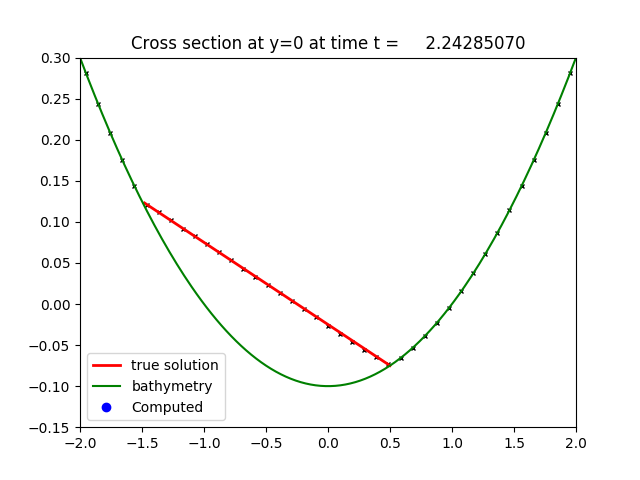 Cross section at y=0 at time t = 2.24285070
0.30
0.25
0.20
0.15
0.10
0.05
0.00
−0.05
−0.10
−0.15
true solution
bathymetry
Computed
−2.0 −1.5 −1.0 −0.5 0.0 0.5 1.0 1.5 2.0